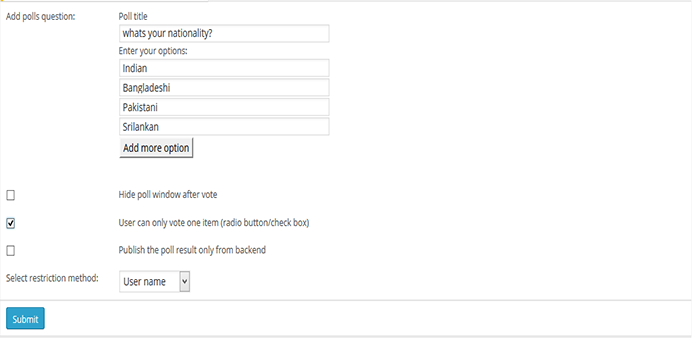 Add polls question:
Poll title
whats your nationality?
Enter your options:
Indian
Bangladeshi
Pakistani
Srilankan
Add more option
Hide poll window after vote
User can only vote one item (radio button/check box)
Publish the poll result only from backend
Select restriction method:
User name
Submit